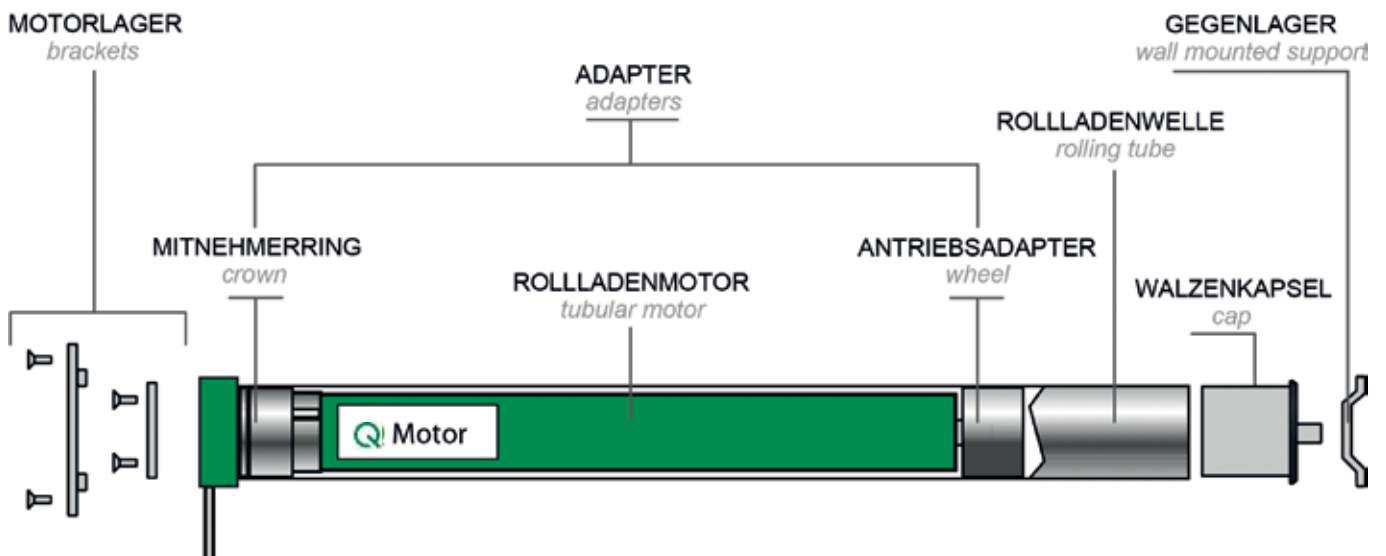 MOTORLAGER
brackets
GEGENLAGER
wall mounted support
ADAPTER
adapters
ROLLLADENWELLE
rolling tube
MITNEHMERRING
crown
ANTRIEBSADAPTER
wheel
ROLLLADENMOTOR
tubular motor
WALZENKAPSEL
cap
Q Motor